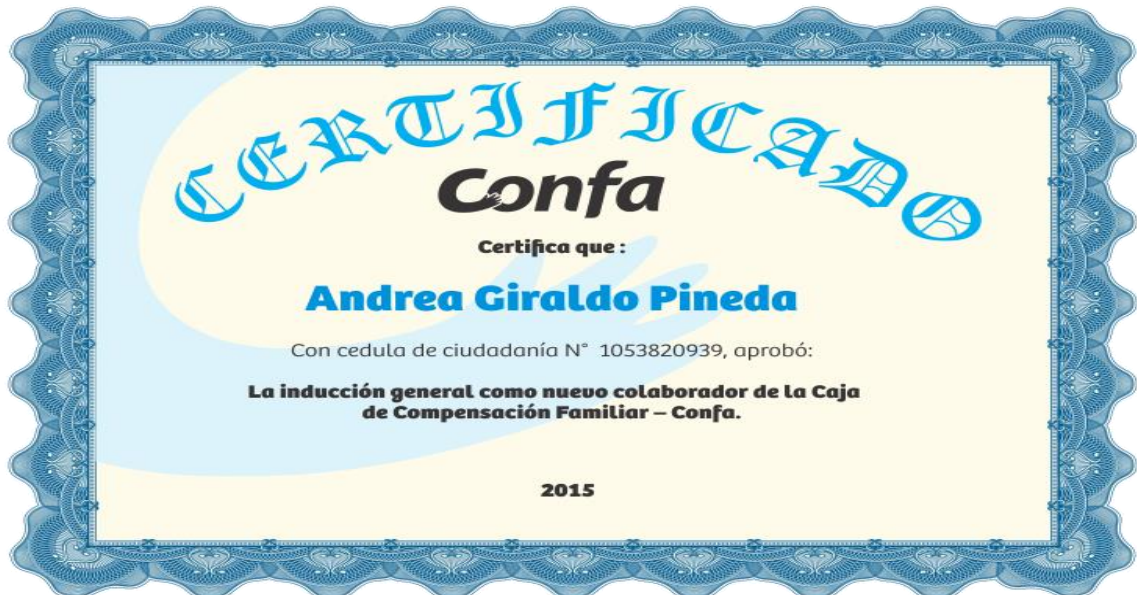 CERTIFICADO
Confa
Certifica que :
Andrea Giraldo Pineda
Con cedula de ciudadanía N° 1053820939, aprobó:
La inducción general como nuevo colaborador de la Caja
de Compensación Familiar – Confa.
2015